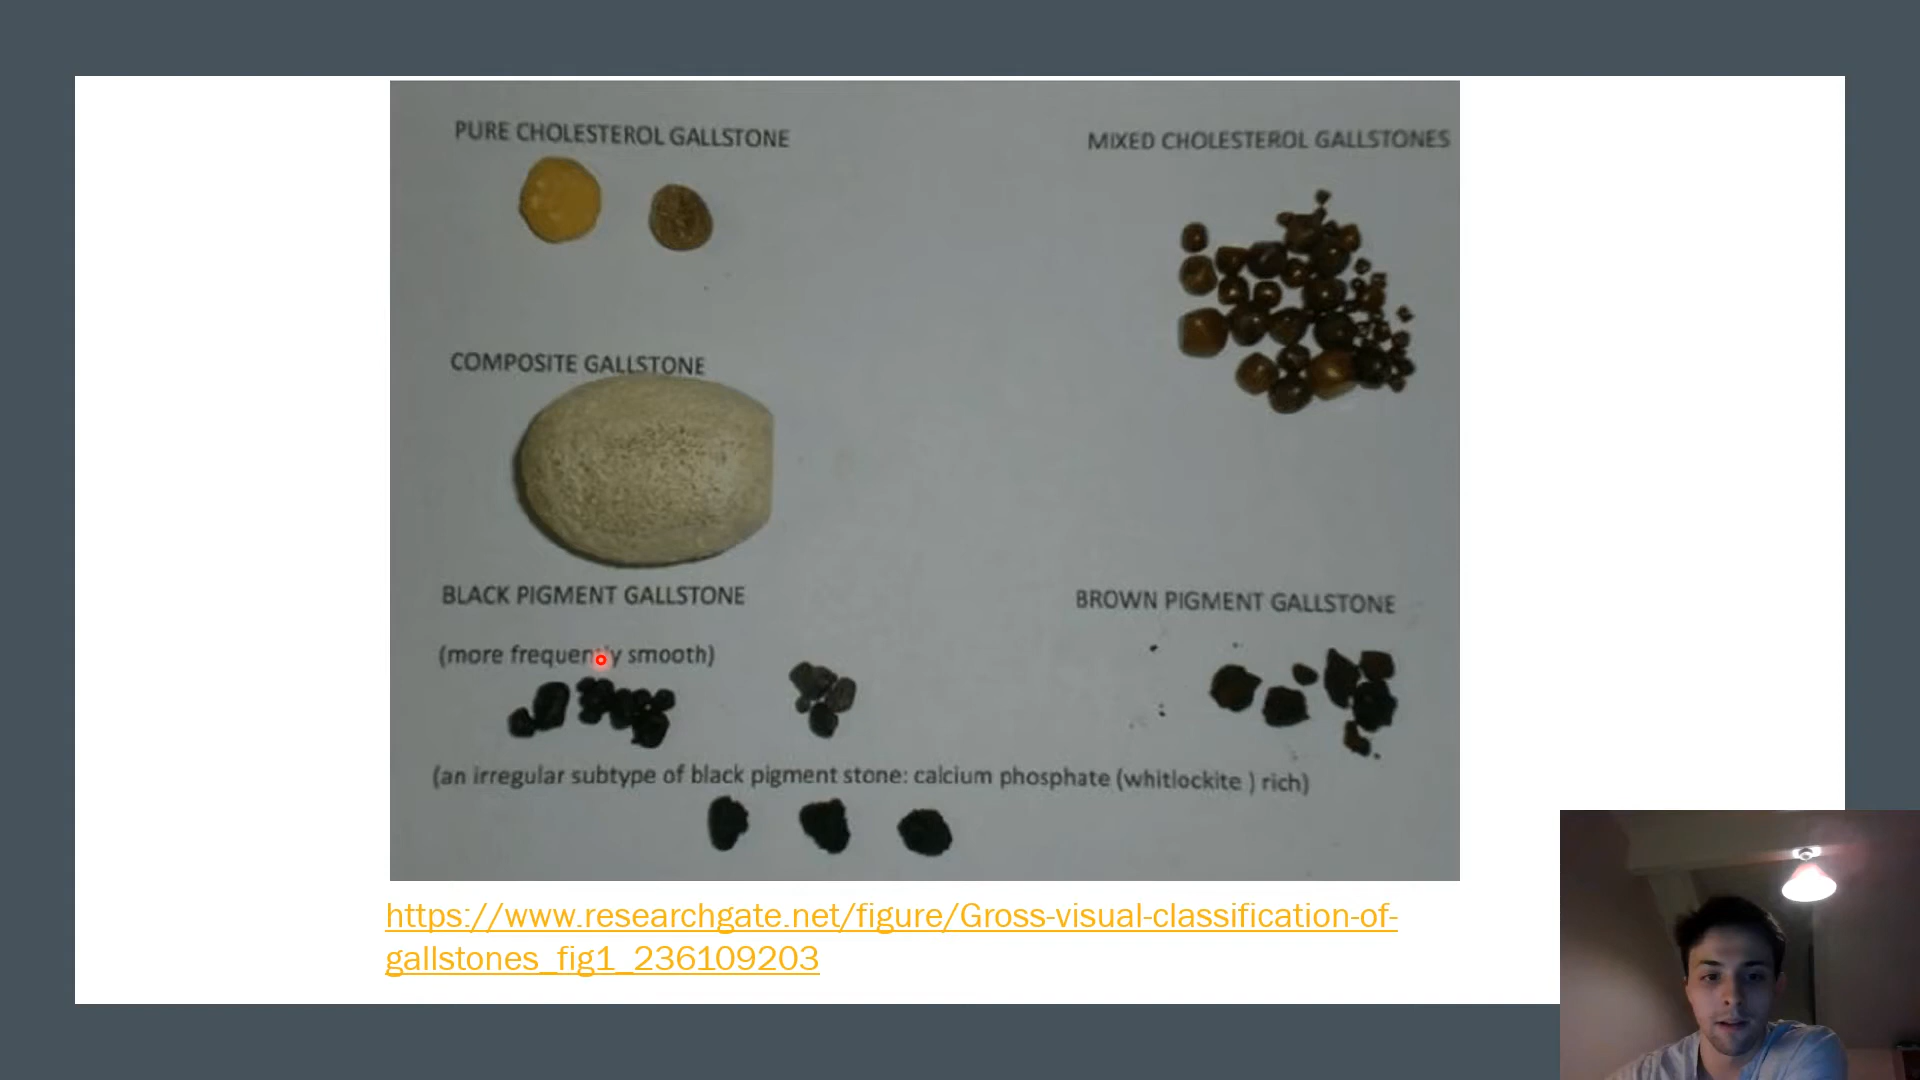 PURE CHOLESTEROL GALLSTONE
MIXED CHOLESTEROL GALLSTONES
COMPOSITE GALLSTONE
BLACK PIGMENT GALLSTONE
BROWN PIGMENT GALLSTONE
(more frequently smooth)
(an irregular subtype of black pigment stone: calcium phosphate (whitlockite ) rich)
https://www.researchgate.net/figure/Gross-visual-classification-of-
gallstones_fig1_236109203